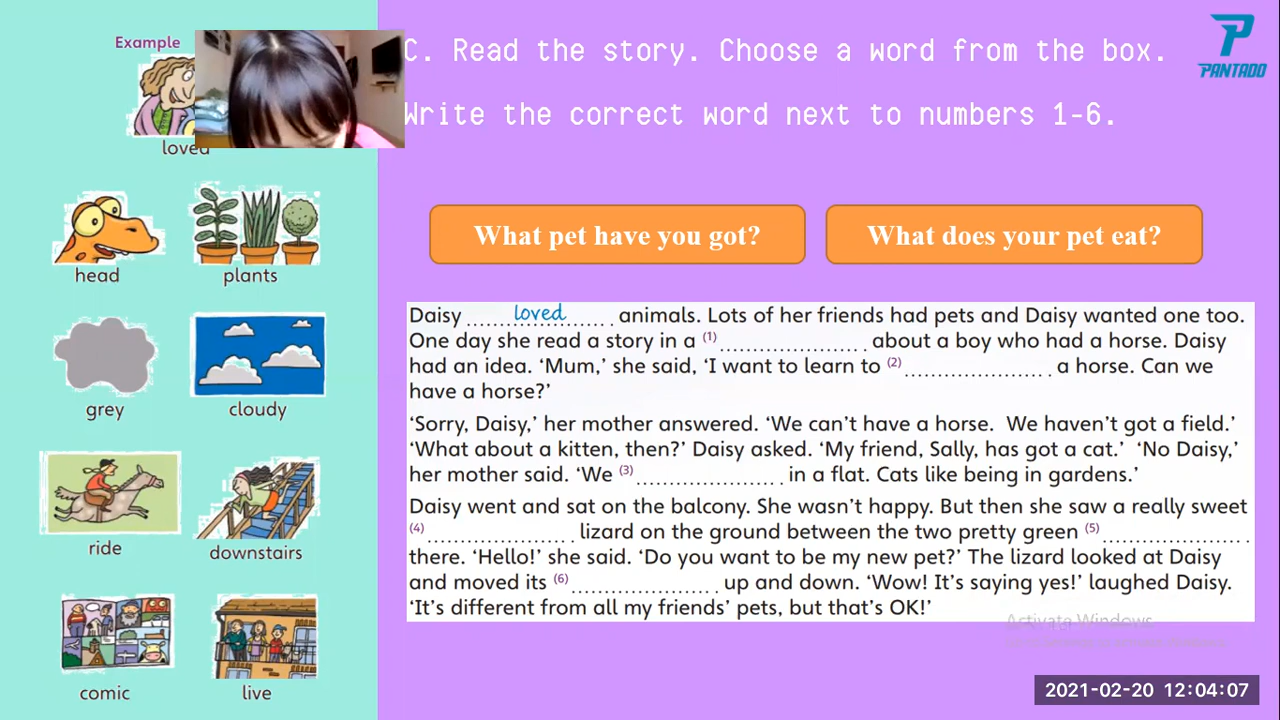 Example
loved
head
plants
grey
cloudy
ride
downstairs
comic
live
C. Read the story. Choose a word from the box.
Write the correct word next to numbers 1-6.
PANTADO
What pet have you got?
What does your pet eat?
Daisy ....loved.... animals. Lots of her friends had pets and Daisy wanted one too.
One day she read a story in a (1) .................... about a boy who had a horse. Daisy
had an idea. ‘Mum,’ she said, ‘I want to learn to (2) .................... a horse. Can we
have a horse?’
‘Sorry, Daisy,’ her mother answered. ‘We can’t have a horse. We haven’t got a field.’
‘What about a kitten, then?’ Daisy asked. ‘My friend, Sally, has got a cat.’ ‘No Daisy,’
her mother said. ‘We (3) .................... in a flat. Cats like being in gardens.’
Daisy went and sat on the balcony. She wasn’t happy. But then she saw a really sweet
(4) .................... lizard on the ground between the two pretty green (5) ....................
there. ‘Hello!’ she said. ‘Do you want to be my new pet?’ The lizard looked at Daisy
and moved its (6) .................... up and down. ‘Wow! It’s saying yes!’ laughed Daisy.
‘It’s different from all my friends’ pets, but that’s OK!’
Activate Windows
2021-02-20 12:04:07